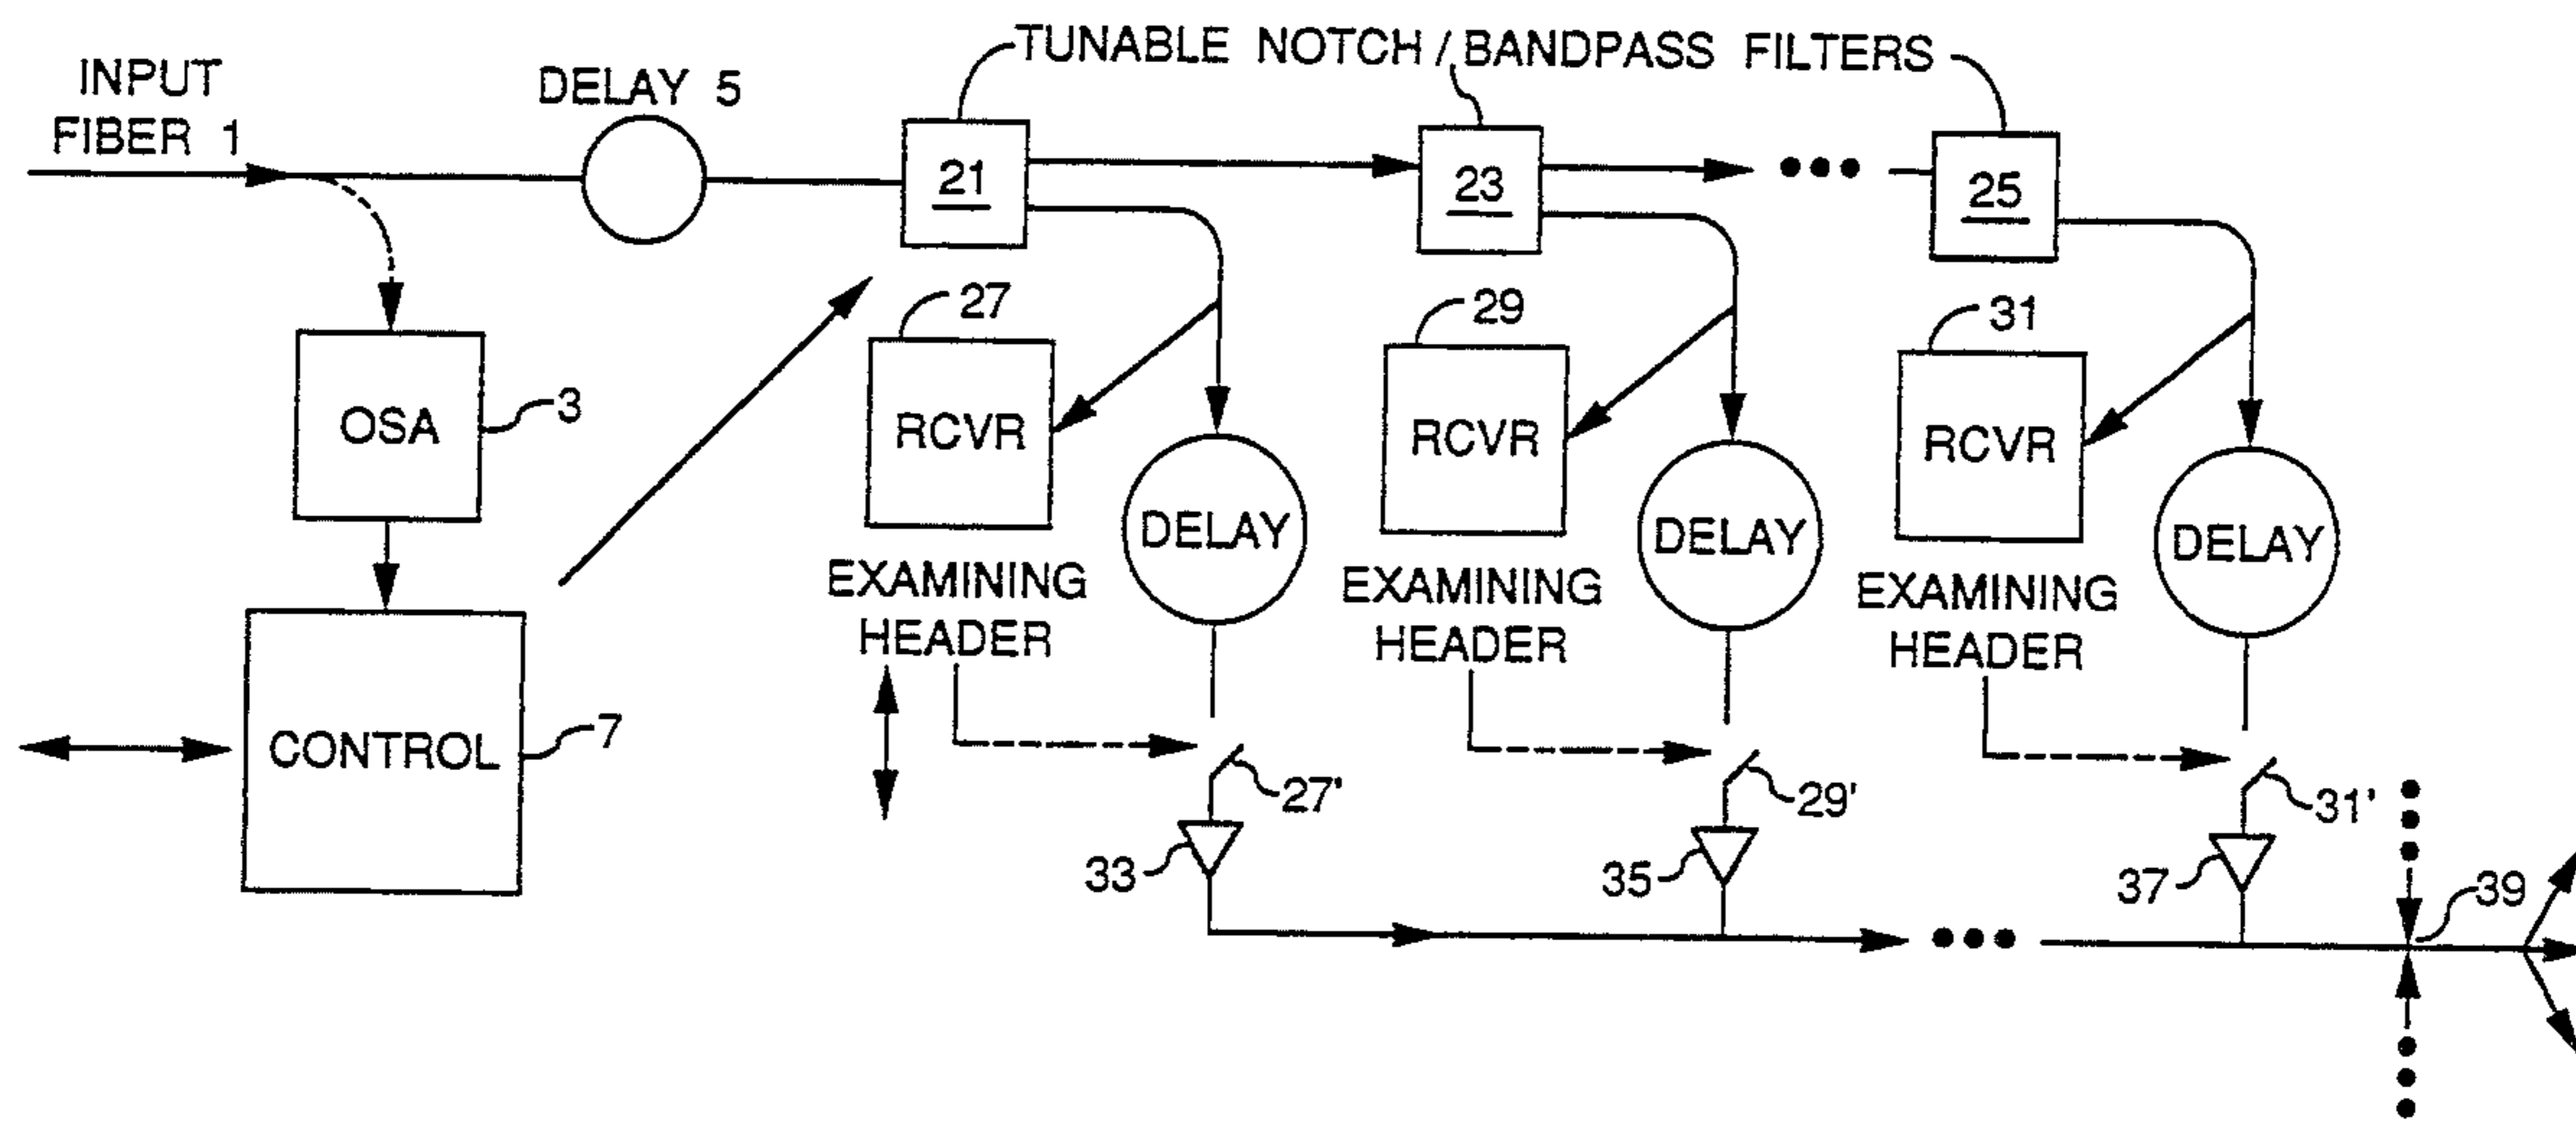 TUNABLE NOTCH / BANDPASS FILTERS
INPUT
FIBER 1
DELAY 5
21
23
25
27
29
31
OSA
3
RCVR
RCVR
RCVR
DELAY
DELAY
DELAY
EXAMINING
HEADER
EXAMINING
HEADER
EXAMINING
HEADER
CONTROL
7
27'
29'
31'
33
35
37
39